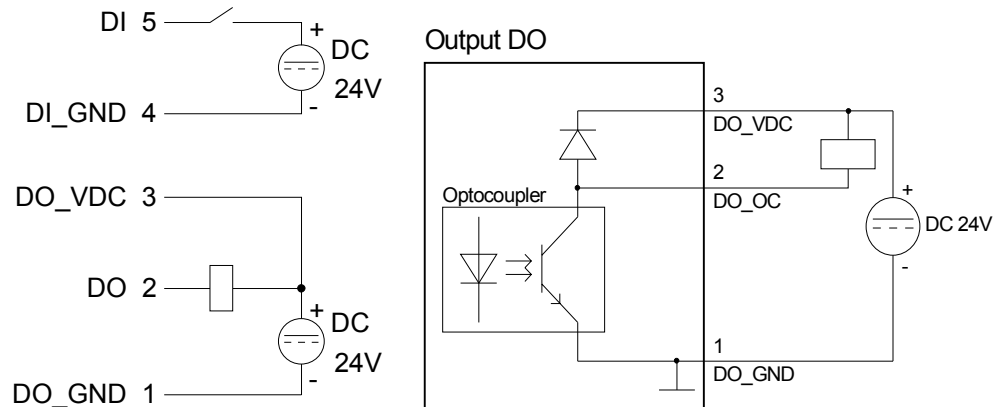 DI 5
+
DC
24V
-
DI_GND 4
DO_VDC 3
DO 2
+
DC
24V
-
DO_GND 1
Output DO
3
DO_VDC
2
DO_OC
Optocoupler
+
DC 24V
-
1
DO_GND